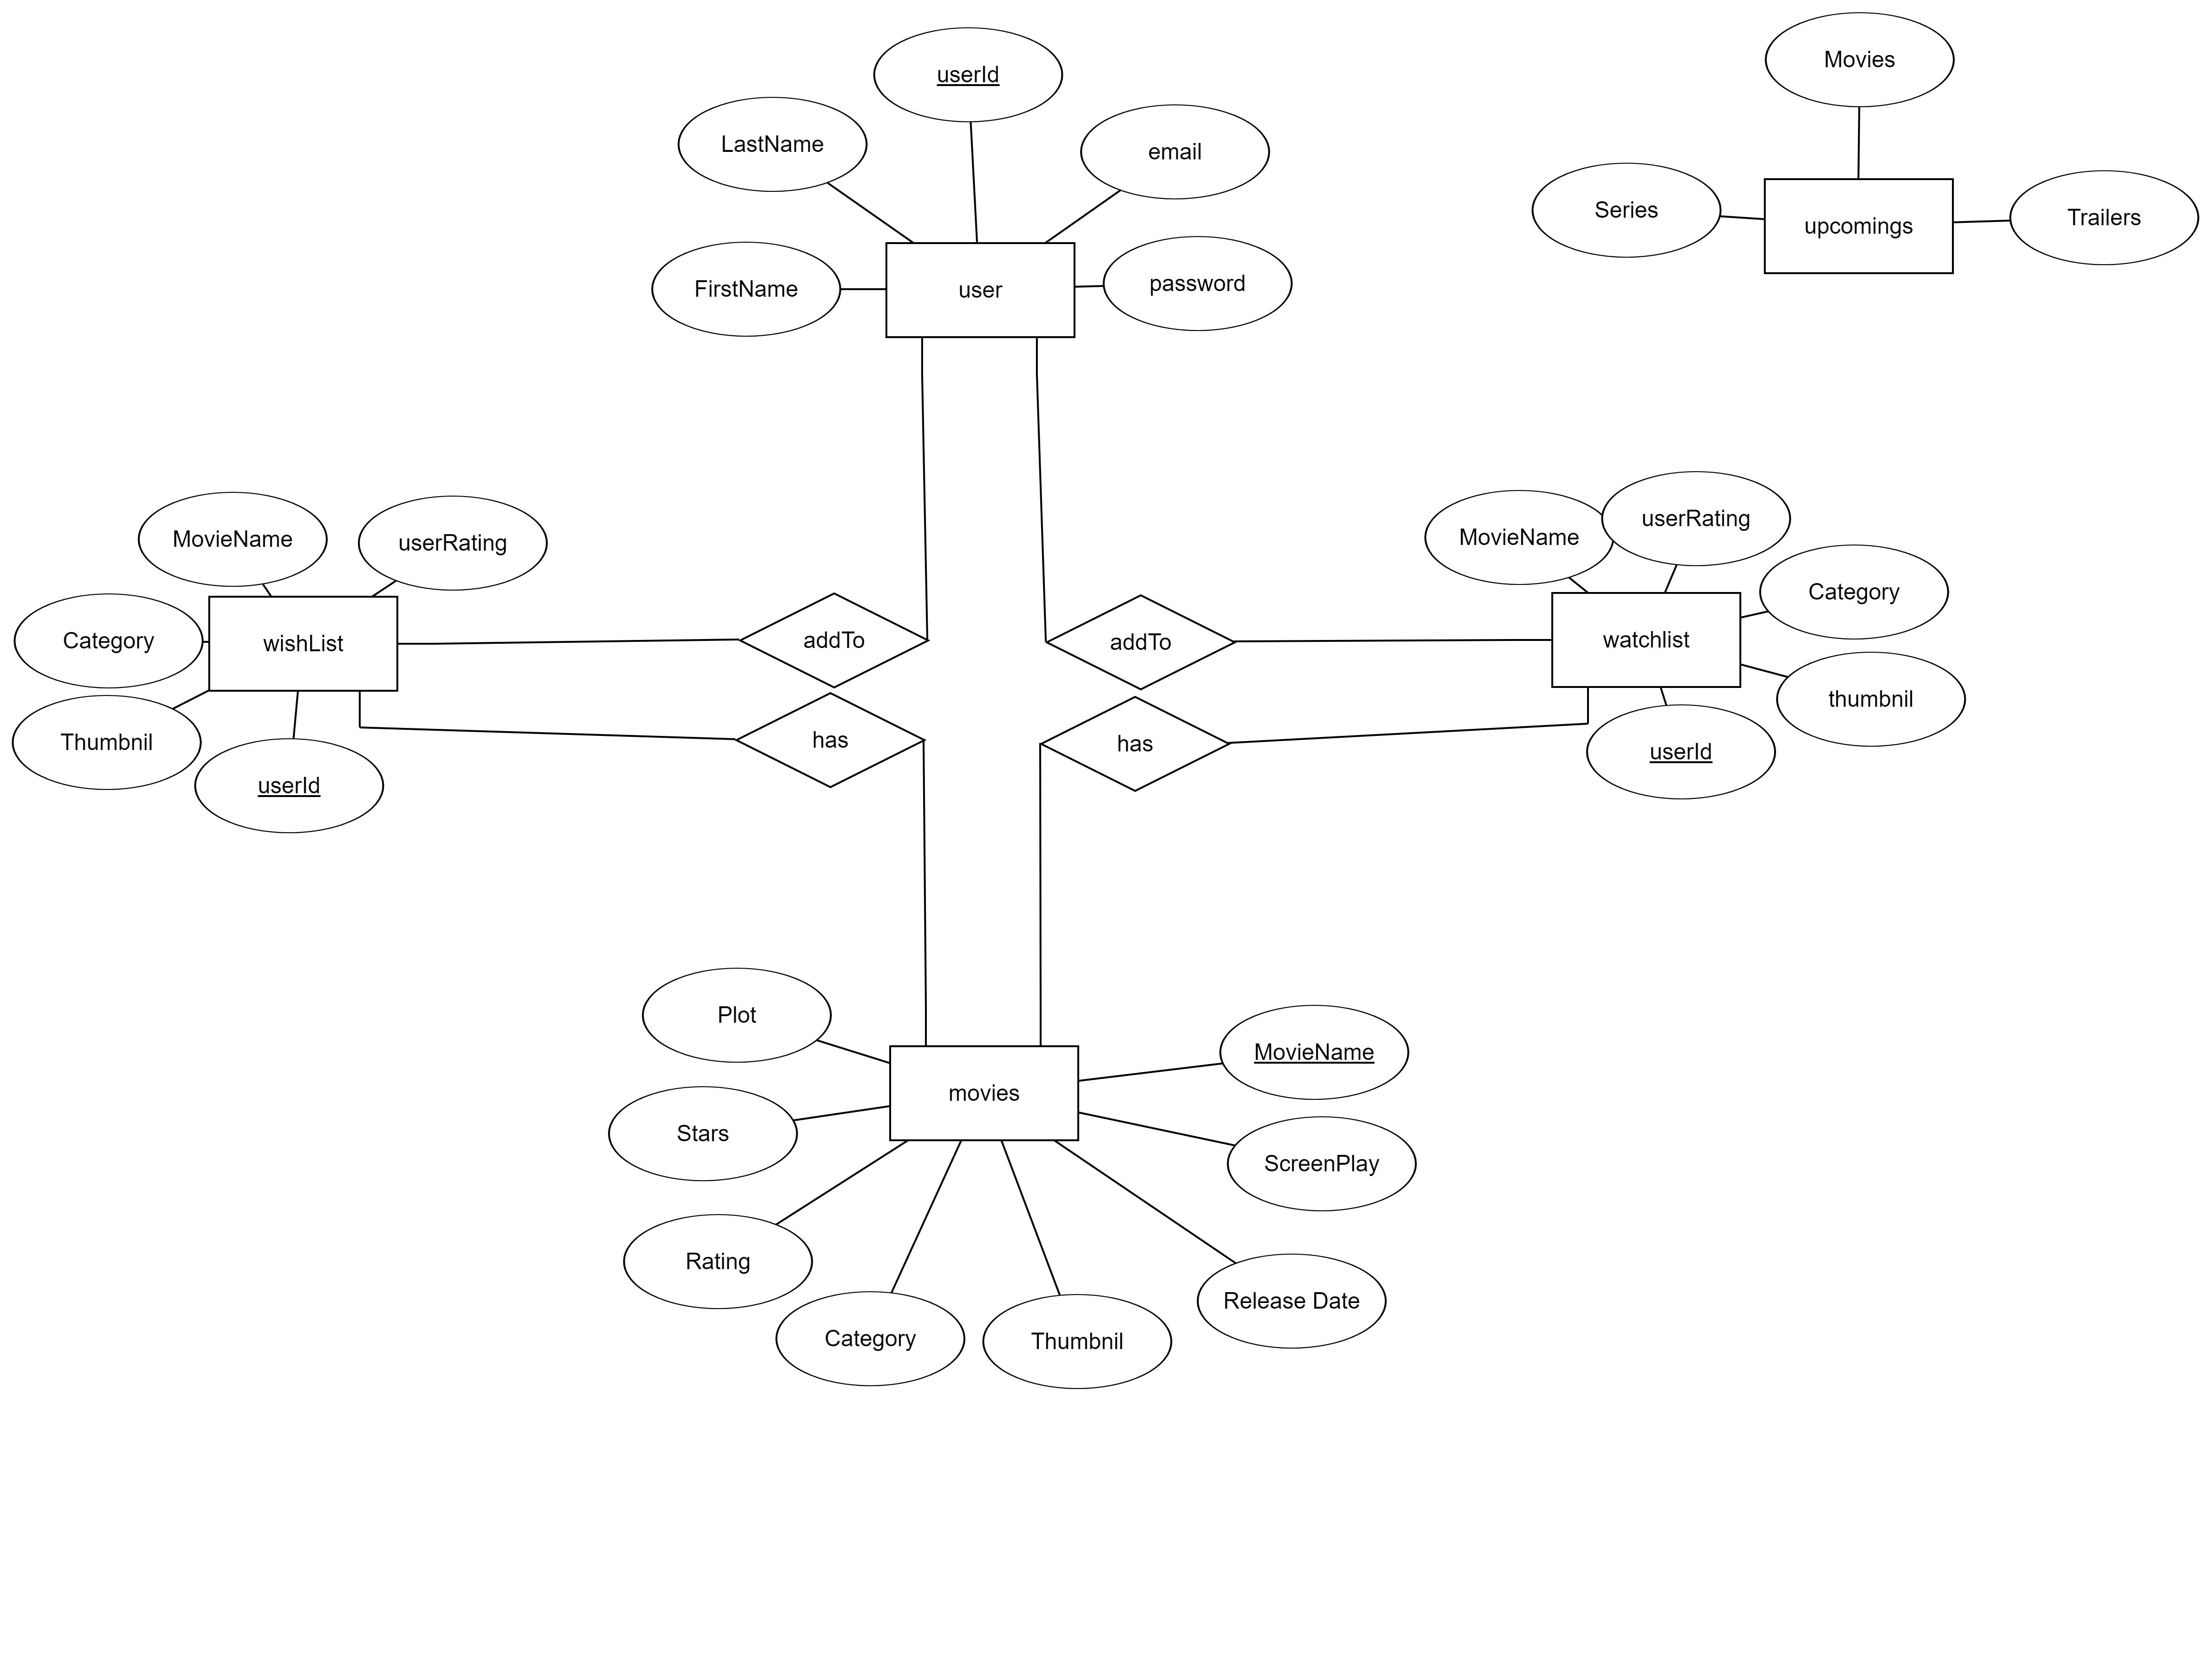 Movies
userId
LastName
email
Series
Trailers
upcomings
FirstName
user
password
MovieName
userRating
MovieName
userRating
Category
wishList
addTo
addTo
watchlist
Category
thumbnil
Thumbnil
has
has
userId
userId
Plot
MovieName
movies
Stars
ScreenPlay
Rating
Release Date
Category
Thumbnil